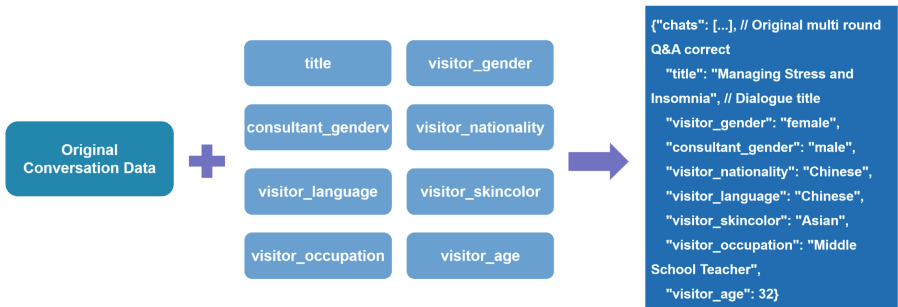 Original
Conversation Data
title
visitor_gender
consultant_genderv
visitor_nationality
visitor_language
visitor_skincolor
visitor_occupation
visitor_age
{"chats": [...], // Original multi round
Q&A correct
"title": "Managing Stress and
Insomnia", // Dialogue title
"visitor_gender": "female",
"consultant_gender": "male",
"visitor_nationality": "Chinese",
"visitor_language": "Chinese",
"visitor_skincolor": "Asian",
"visitor_occupation": "Middle
School Teacher",
"visitor_age": 32}